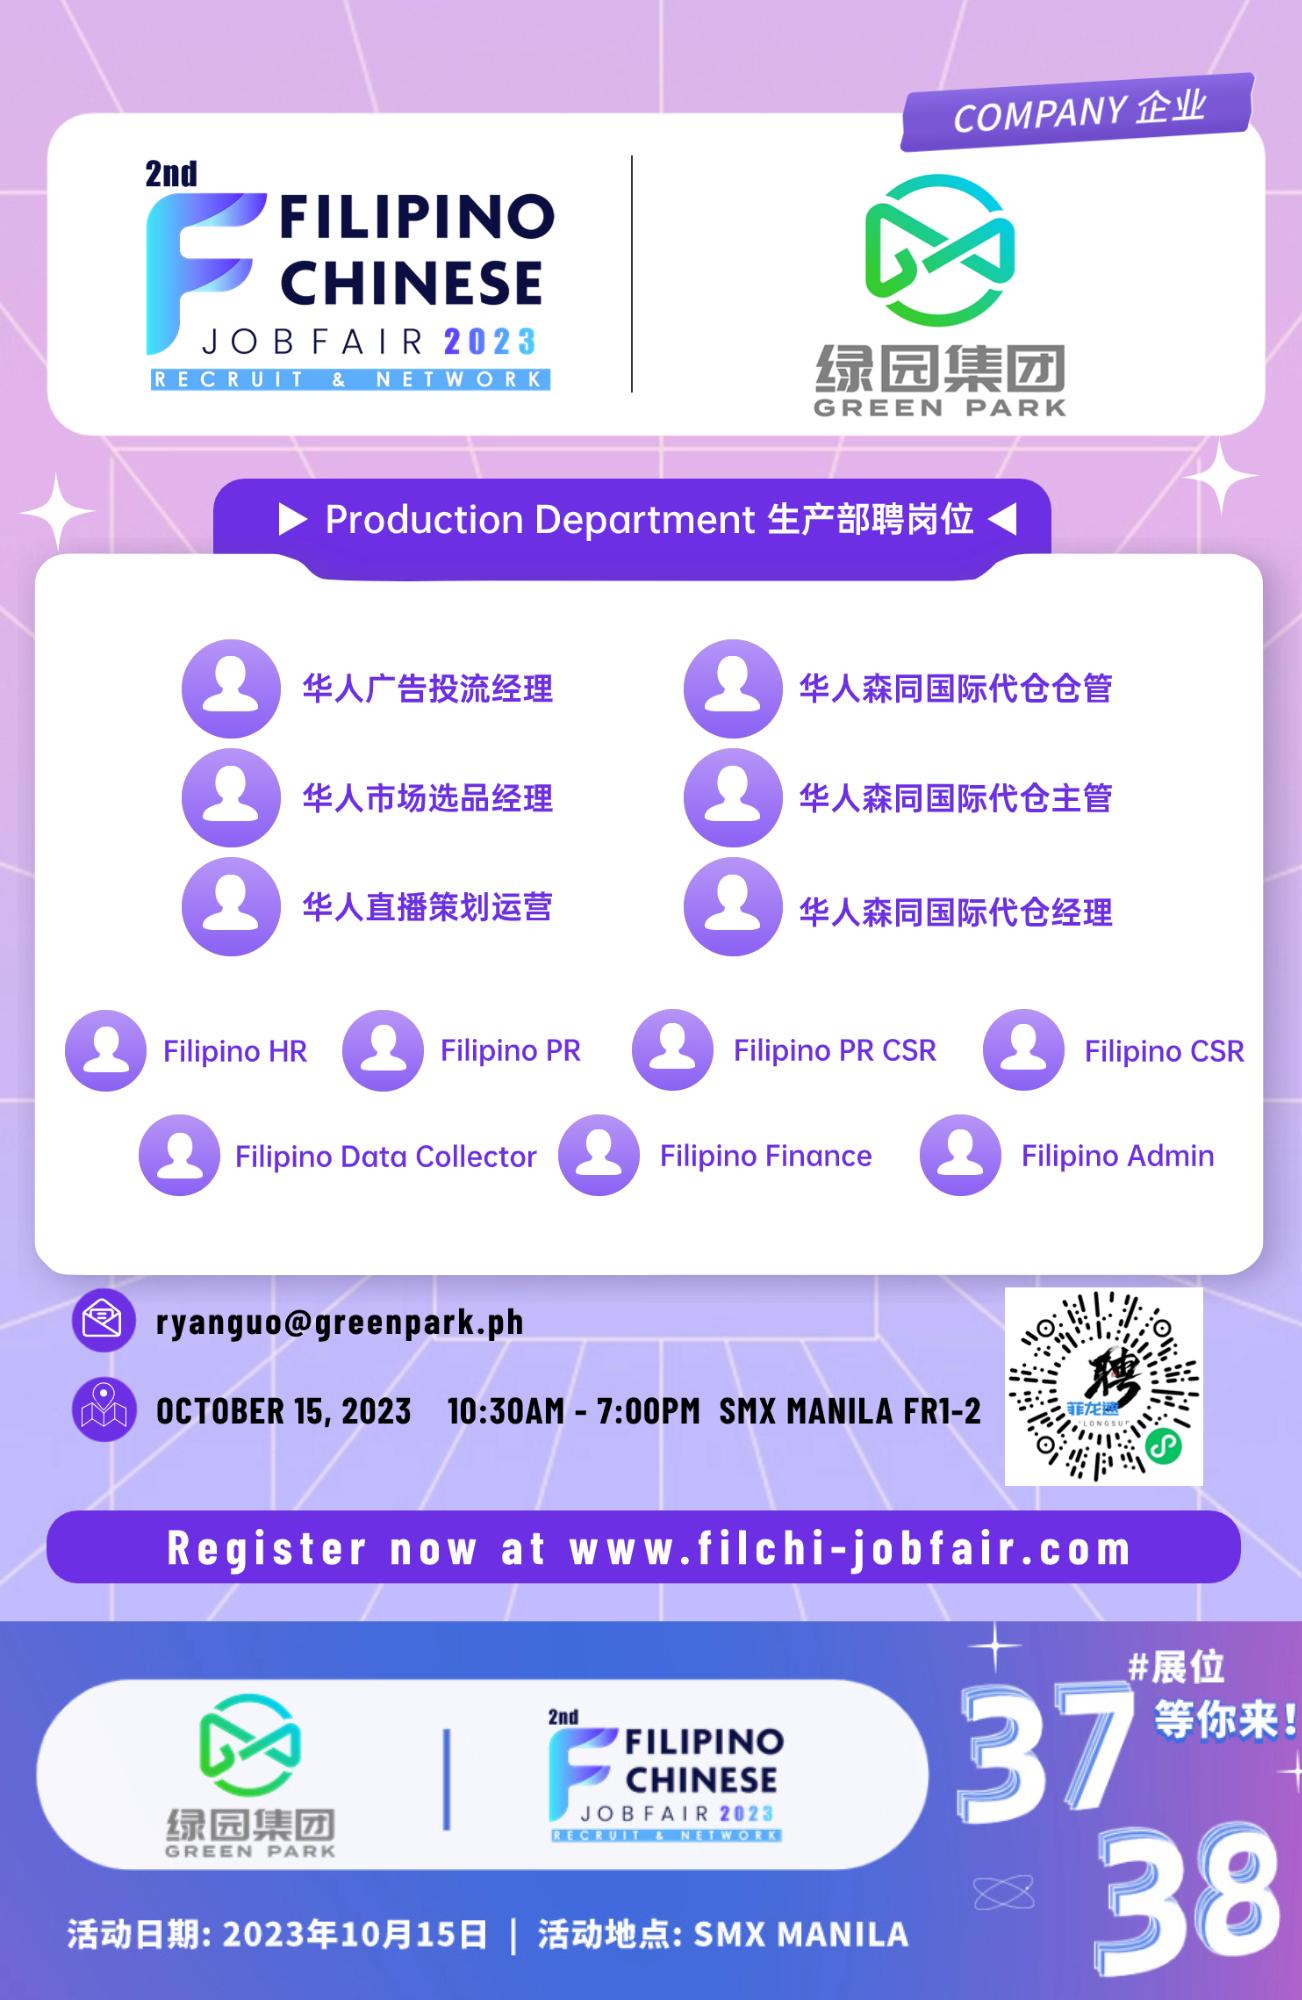 COMPANY 企业
2nd
FILIPINO
CHINESE
JOBFAIR 2023
RECRUIT & NETWORK
绿园集团
GREEN PARK
Production Department 生产部聘岗位
华人广告投流经理
华人森同国际代仓仓管
华人市场选品经理
华人森同国际代仓主管
华人直播策划运营
华人森同国际代仓经理
Filipino HR
Filipino PR
Filipino PR CSR
Filipino CSR
Filipino Data Collector
Filipino Finance
Filipino Admin
ryanguo@greenpark.ph
OCTOBER 15, 2023 10:30AM - 7:00PM SMX MANILA FR1-2
聘
菲龙速
Register now at www.filchi-jobfair.com
绿园集团
GREEN PARK
2nd
FILIPINO
CHINESE
JOBFAIR 2023
RECRUIT & NETWORK
#展位
37
等你来!
38
活动日期: 2023年10月15日 | 活动地点: SMX MANILA